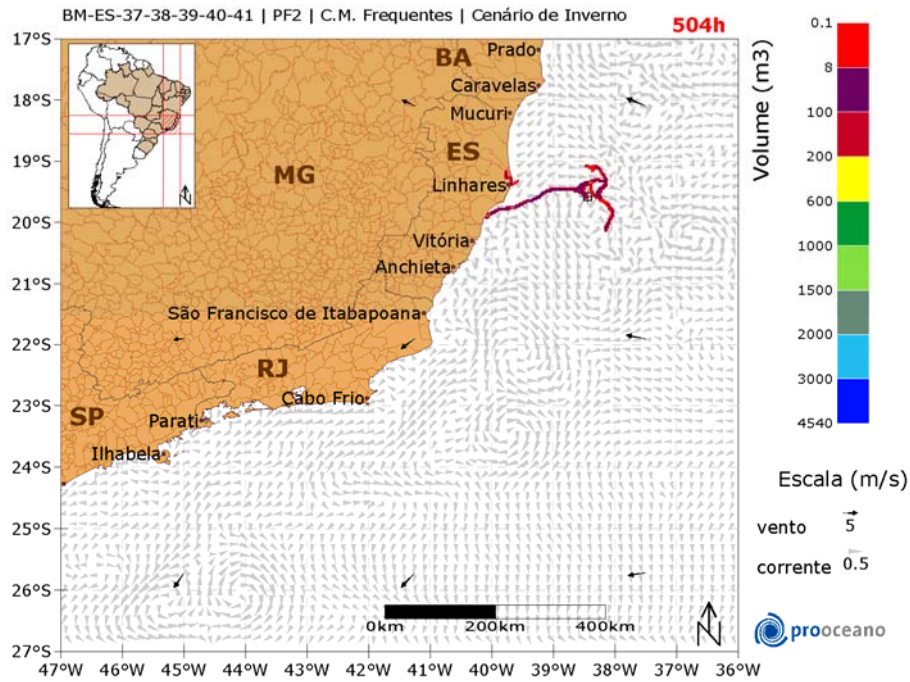 BM-ES-37-38-39-40-41 | PF2 | C.M. Frequentes | Cenário de Inverno
504h
17°S
18°S
19°S
20°S
21°S
22°S
23°S
24°S
25°S
26°S
27°S
BA
Prado
Caravelas
Mucuri
ES
MG
Linhares
Vitória
Anchieta
São Francisco de Itabapoana
RJ
Cabo Frio
SP
Parati
Ilhabela
N
0km
200km
400km
N
47°W
46°W
45°W
44°W
43°W
42°W
41°W
40°W
39°W
38°W
37°W
36°W
Volume (m3)
0.1
8
100
200
600
1000
1500
2000
3000
4540
Escala (m/s)
vento 5
corrente 0.5
prooceano